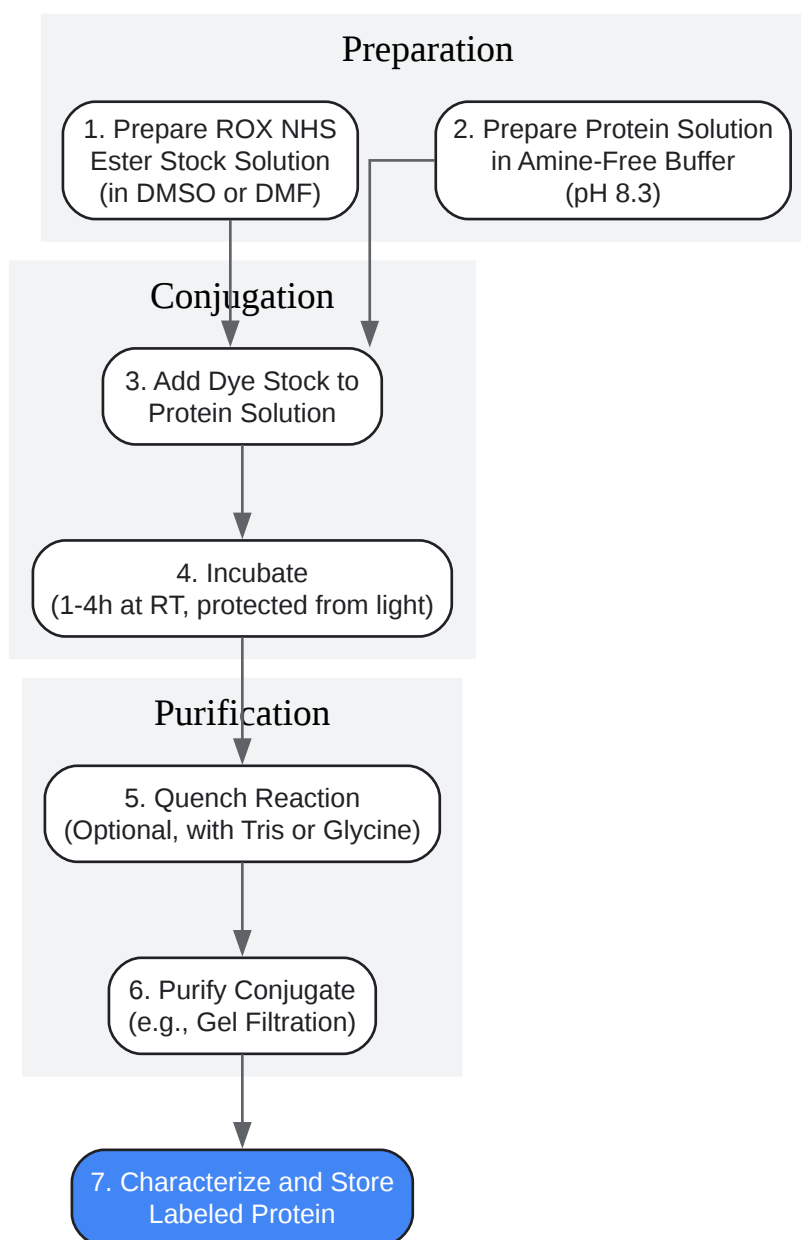 Preparation
1. Prepare ROX NHS
Ester Stock Solution
(in DMSO or DMF)
2. Prepare Protein Solution
in Amine-Free Buffer
(pH 8.3)
Conjugation
3. Add Dye Stock to
Protein Solution
4. Incubate
(1-4h at RT, protected from light)
Purification
5. Quench Reaction
(Optional, with Tris or Glycine)
6. Purify Conjugate
(e.g., Gel Filtration)
7. Characterize and Store
Labeled Protein